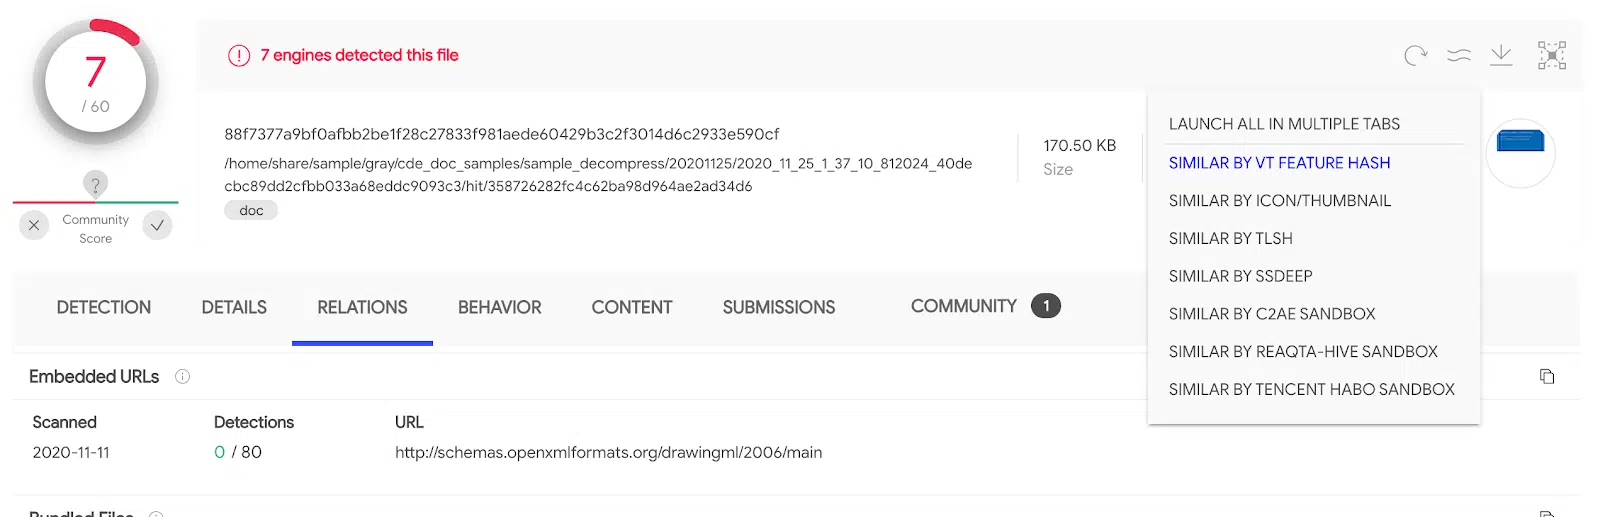 7
/ 60
?
Community
Score
7 engines detected this file
88f7377a9bf0afbb2be1f28c27833f981aede60429b3c2f3014d6c2933e590cf
/home/share/sample/gray/cde_doc_samples/sample_decompress/20201125/2020_11_25_1_37_10_812024_40de
cbc89dd2cfbb033a68eddc9093c3/hit/358726282fc4c62ba98d964ae2ad34d6
doc
170.50 KB
Size
LAUNCH ALL IN MULTIPLE TABS
SIMILAR BY VT FEATURE HASH
SIMILAR BY ICON/THUMBNAIL
SIMILAR BY TLSH
SIMILAR BY SSDEEP
SIMILAR BY C2AE SANDBOX
SIMILAR BY REAQTA-HIVE SANDBOX
SIMILAR BY TENCENT HABO SANDBOX
DETECTION DETAILS RELATIONS BEHAVIOR CONTENT SUBMISSIONS COMMUNITY 1
Embedded URLs
Scanned Detections URL
2020-11-11 0 / 80 http://schemas.openxmlformats.org/drawingml/2006/main
Bundled Files